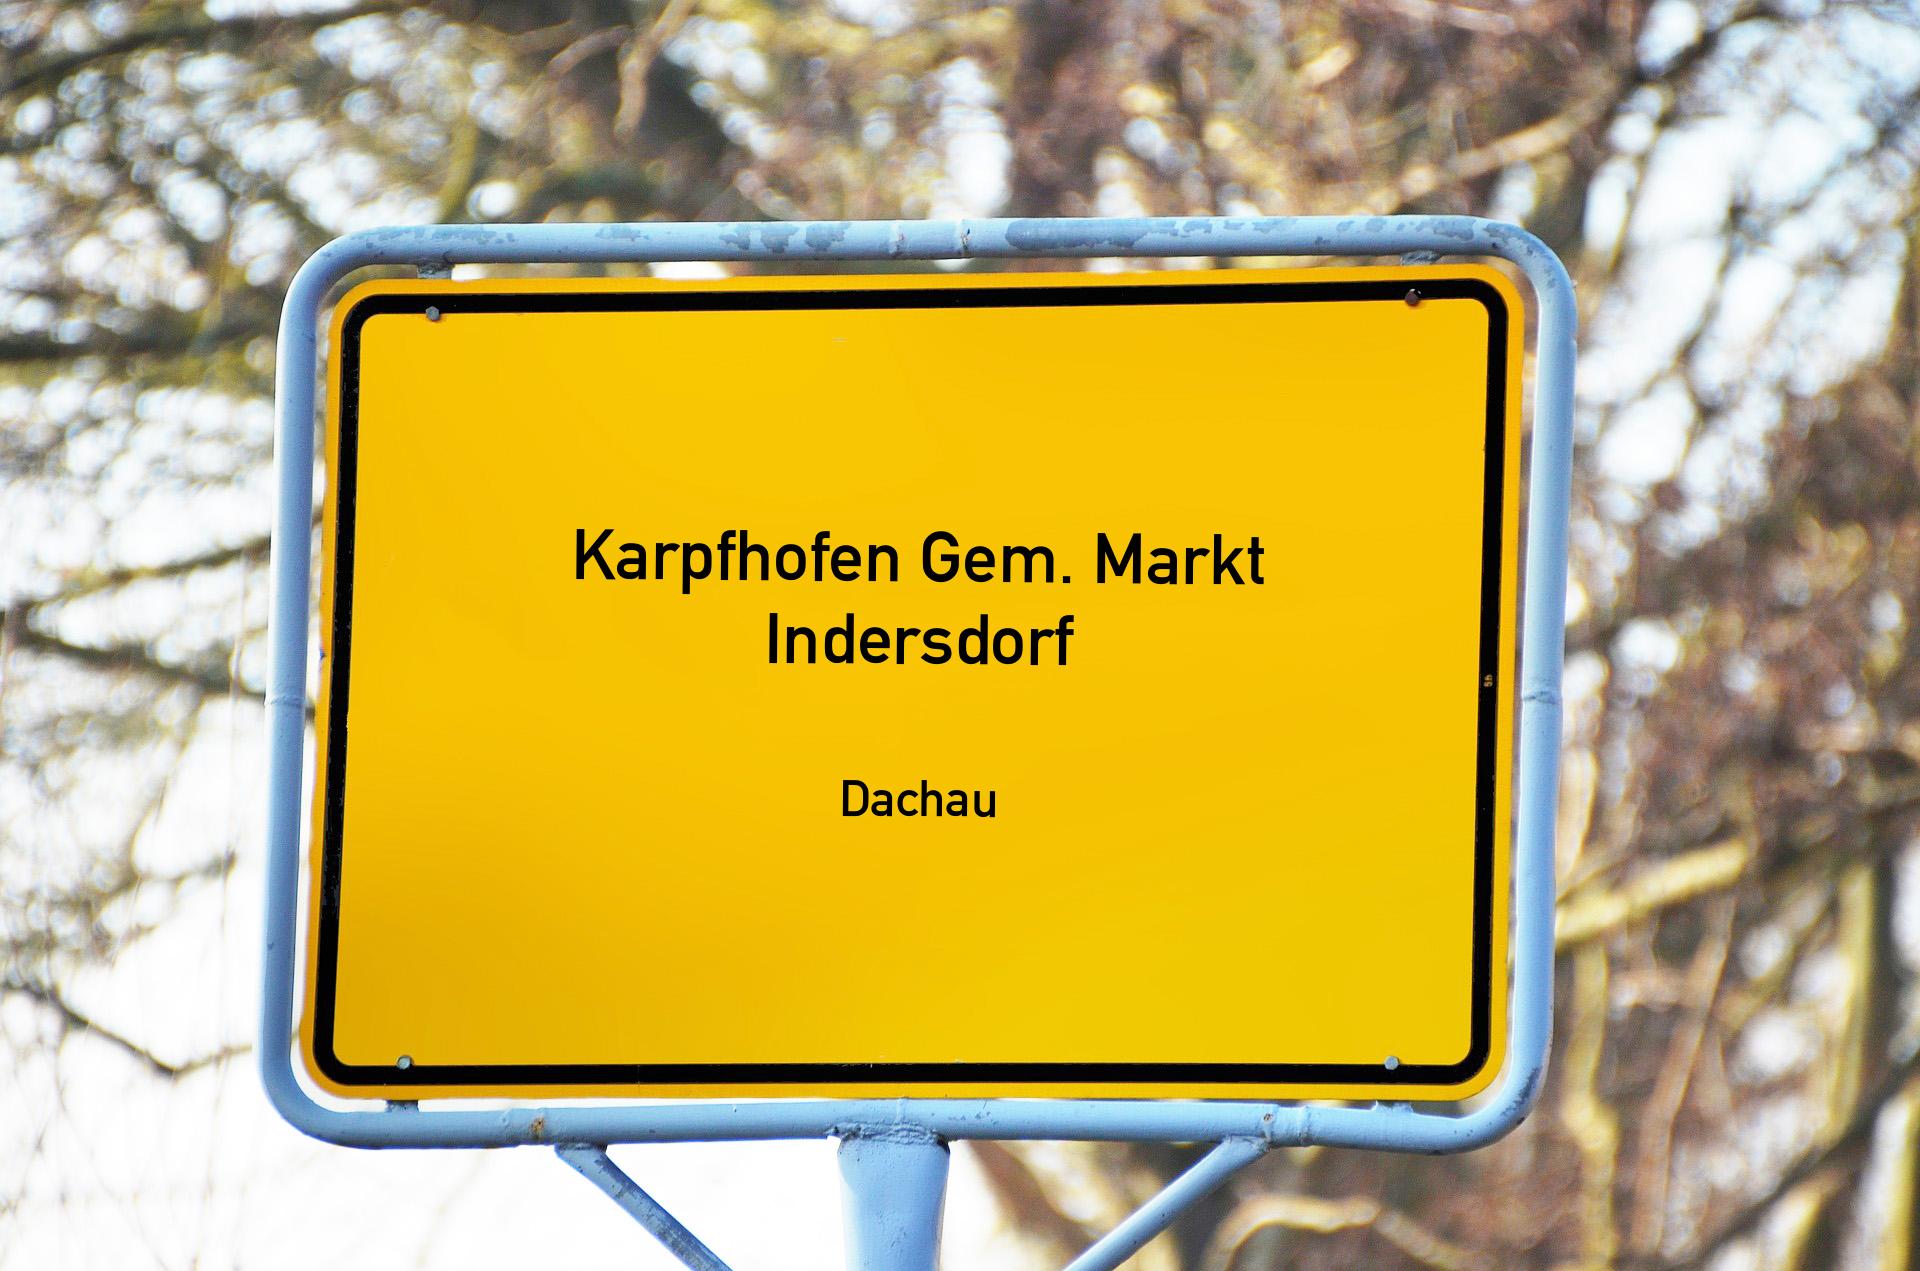 Karpfhofen Gem. Markt
Indersdorf
Dachau